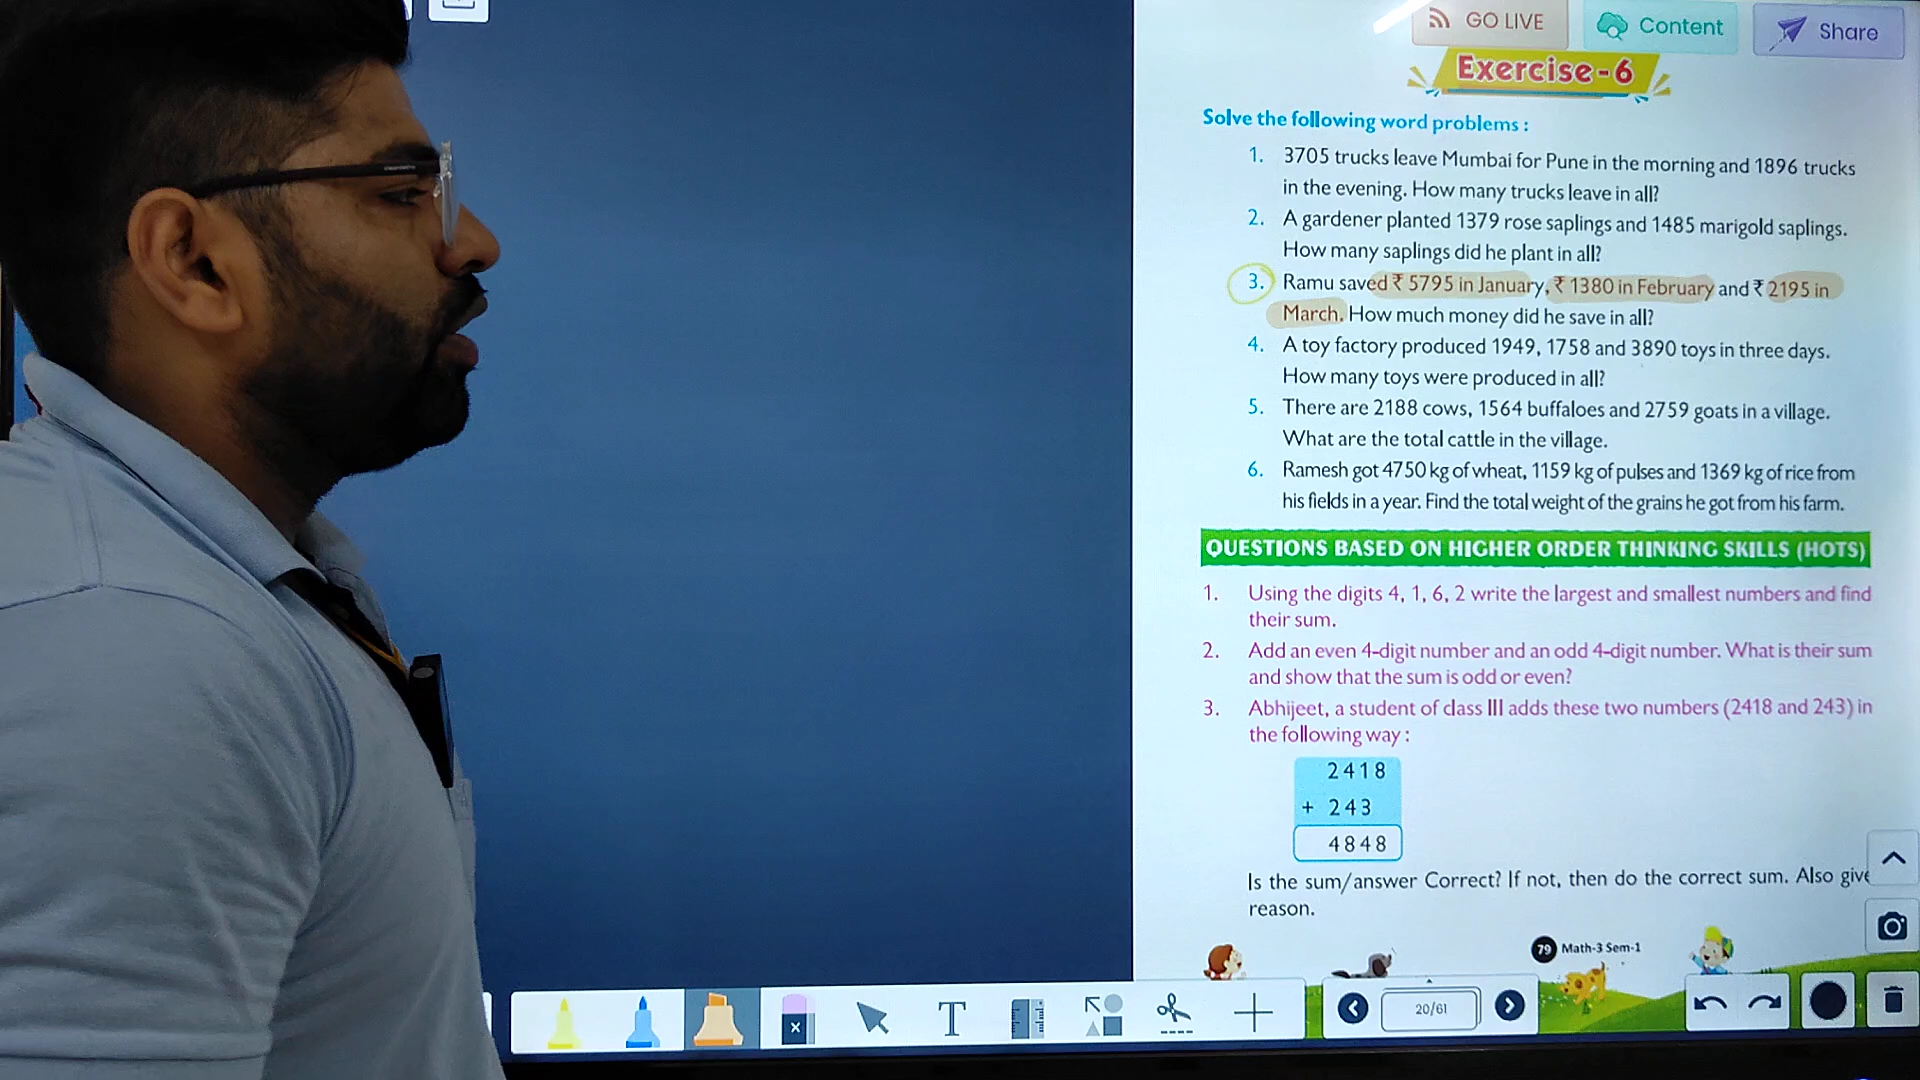 GO LIVE
Content
Share
Exercise-6
Solve the following word problems :
1. 3705 trucks leave Mumbai for Pune in the morning and 1896 trucks
in the evening. How many trucks leave in all?
2. A gardener planted 1379 rose saplings and 1485 marigold saplings.
How many saplings did he plant in all?
3. Ramu saved ₹ 5795 in January, ₹ 1380 in February and ₹ 2195 in
March. How much money did he save in all?
4. A toy factory produced 1949, 1758 and 3890 toys in three days.
How many toys were produced in all?
5. There are 2188 cows, 1564 buffaloes and 2759 goats in a village.
What are the total cattle in the village.
6. Ramesh got 4750 kg of wheat, 1159 kg of pulses and 1369 kg of rice from
his fields in a year. Find the total weight of the grains he got from his farm.
QUESTIONS BASED ON HIGHER ORDER THINKING SKILLS (HOTS)
1. Using the digits 4, 1, 6, 2 write the largest and smallest numbers and find
their sum.
2. Add an even 4-digit number and an odd 4-digit number. What is their sum
and show that the sum is odd or even?
3. Abhijeet, a student of class III adds these two numbers (2418 and 243) in
the following way :
2418
+ 243
4848
Is the sum/answer Correct? If not, then do the correct sum. Also give
reason.
79 Math-3 Sem-1
T
20/61